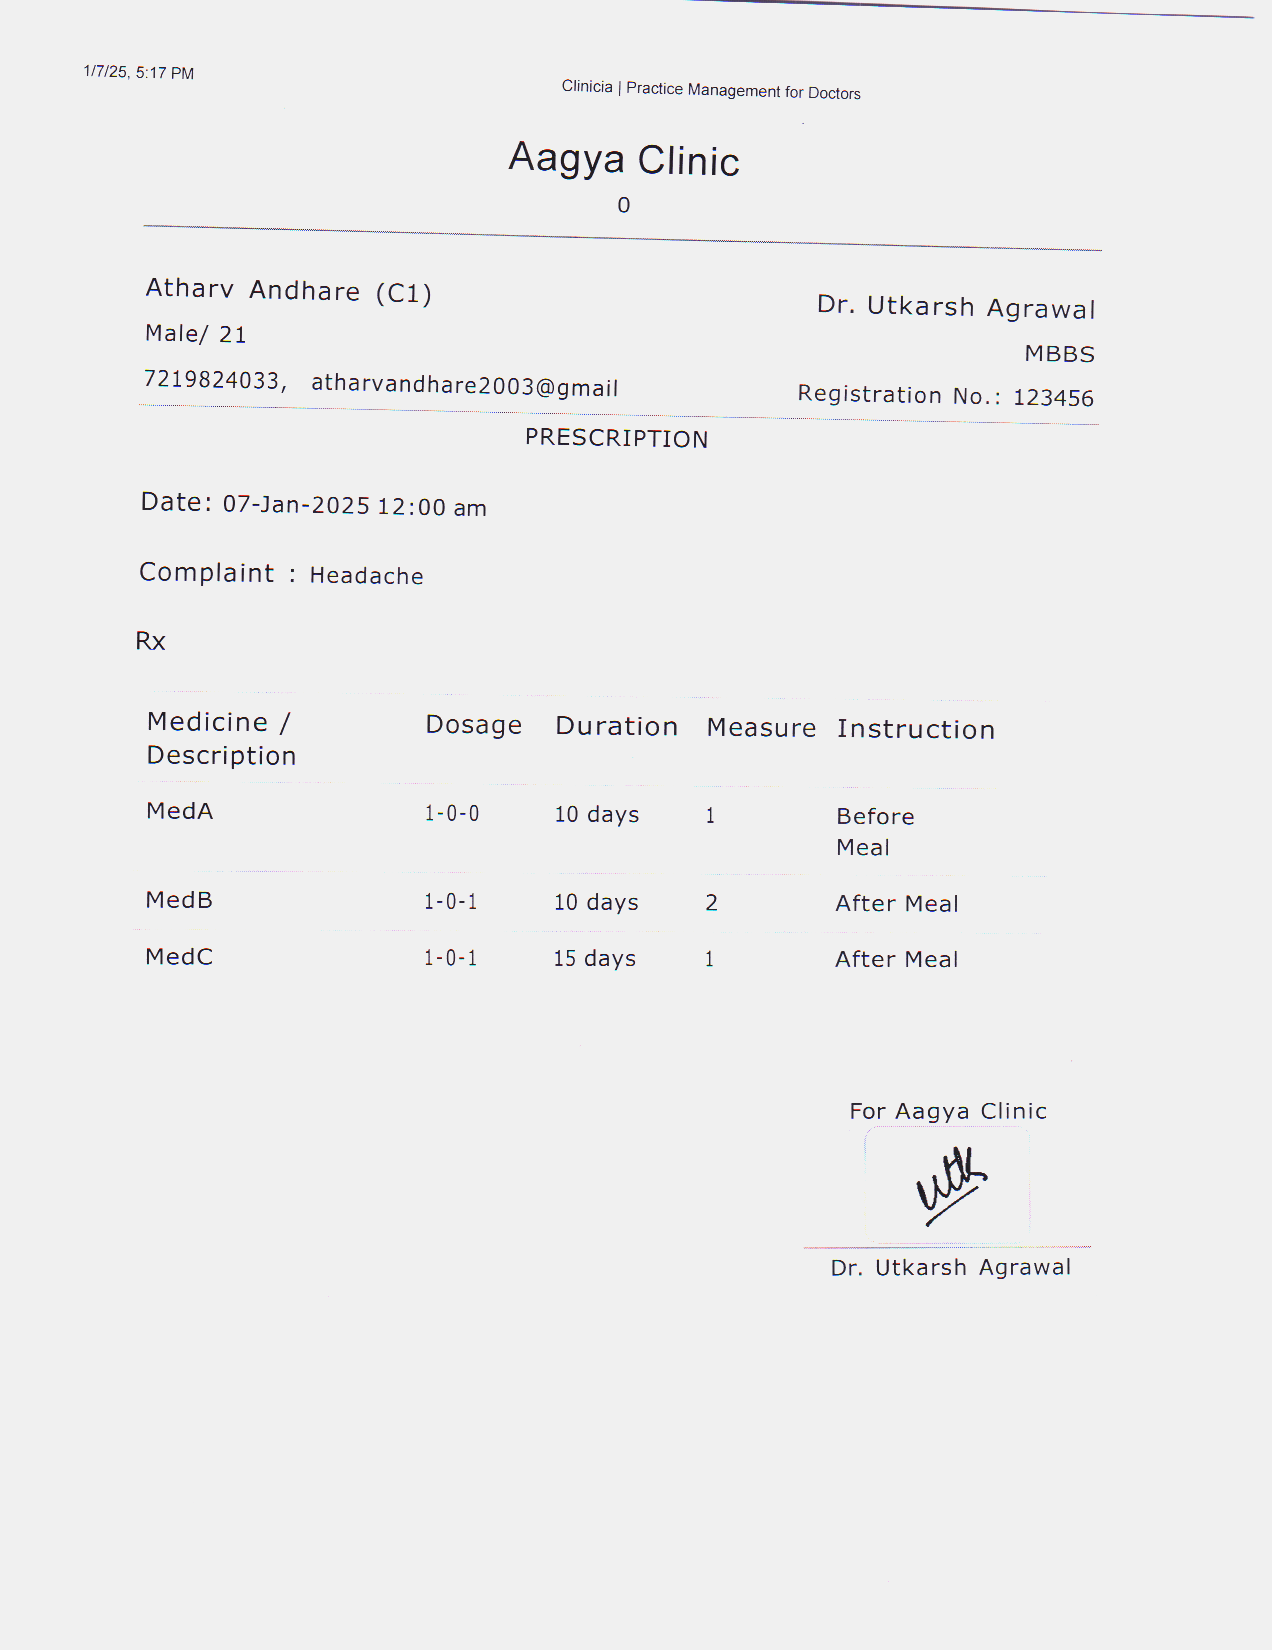 1/7/25, 5:17 PM
Clinicia | Practice Management for Doctors
Aagya Clinic
0
Atharv Andhare (C1)
Dr. Utkarsh Agrawal
Male/ 21
MBBS
7219824033, atharvandhare2003@gmail
Registration No.: 123456
PRESCRIPTION
Date: 07-Jan-2025 12:00 am
Complaint : Headache
Rx
Medicine / Dosage Duration Measure Instruction
Description
MedA 1-0-0 10 days 1 Before
Meal
MedB 1-0-1 10 days 2 After Meal
MedC 1-0-1 15 days 1 After Meal
For Aagya Clinic
utk
Dr. Utkarsh Agrawal